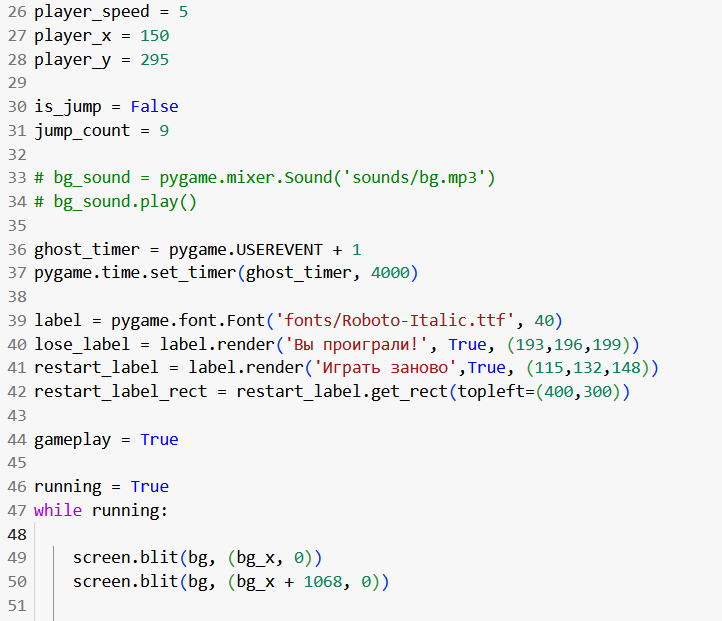 26 player_speed = 5
27 player_x = 150
28 player_y = 295
29
30 is_jump = False
31 jump_count = 9
32
33 # bg_sound = pygame.mixer.Sound('sounds/bg.mp3')
34 # bg_sound.play()
35
36 ghost_timer = pygame.USEREVENT + 1
37 pygame.time.set_timer(ghost_timer, 4000)
38
39 label = pygame.font.Font('fonts/Roboto-Italic.ttf', 40)
40 lose_label = label.render('Вы проиграли!', True, (193,196,199))
41 restart_label = label.render('Играть заново',True, (115,132,148))
42 restart_label_rect = restart_label.get_rect(topleft=(400,300))
43
44 gameplay = True
45
46 running = True
47 while running:
48
49     screen.blit(bg, (bg_x, 0))
50     screen.blit(bg, (bg_x + 1068, 0))
51